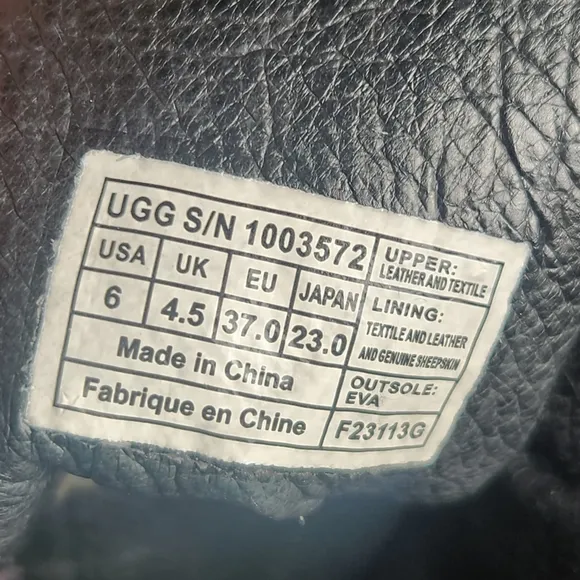 UGG S/N 1003572
USA UK EU JAPAN
6 4.5 37.0 23.0
Made in China
Fabrique en Chine
UPPER:
LEATHER AND TEXTILE
LINING:
TEXTILE AND LEATHER
AND GENUINE SHEEPSKIN
OUTSOLE:
EVA
F23113G